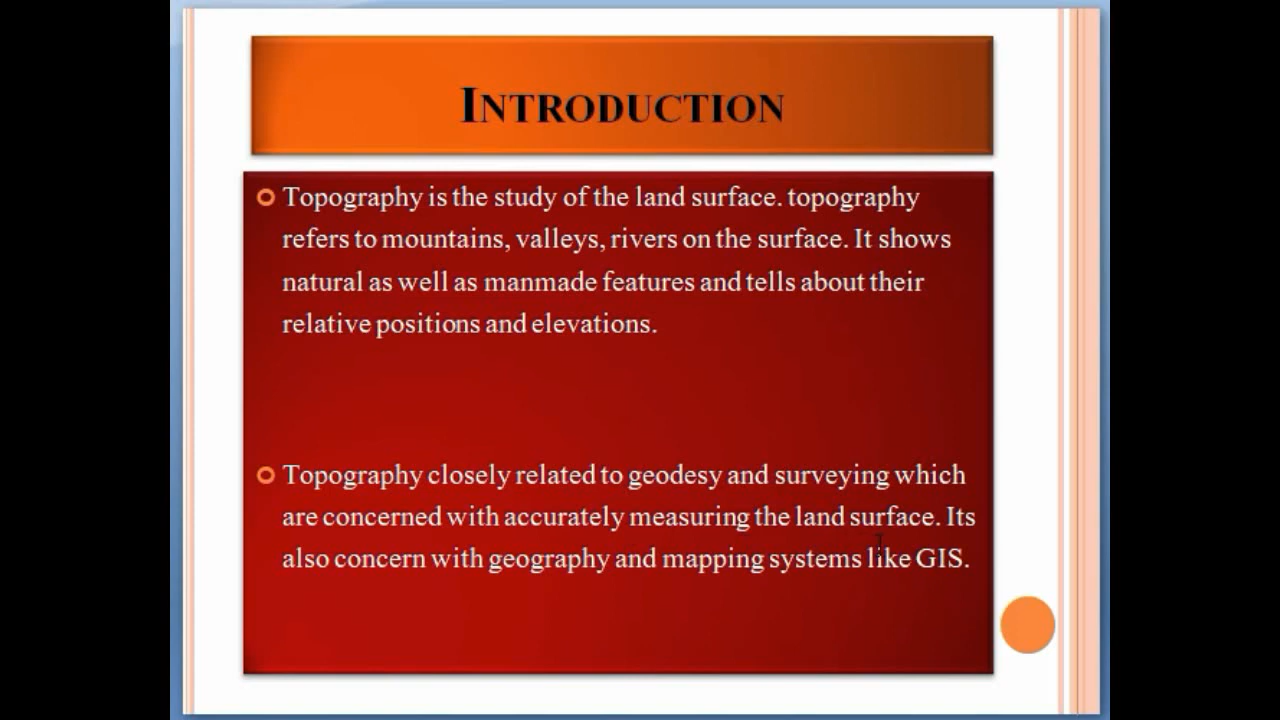 INTRODUCTION
Topography is the study of the land surface. topography
refers to mountains, valleys, rivers on the surface. It shows
natural as well as manmade features and tells about their
relative positions and elevations.
Topography closely related to geodesy and surveying which
are concerned with accurately measuring the land surface. Its
also concern with geography and mapping systems like GIS.